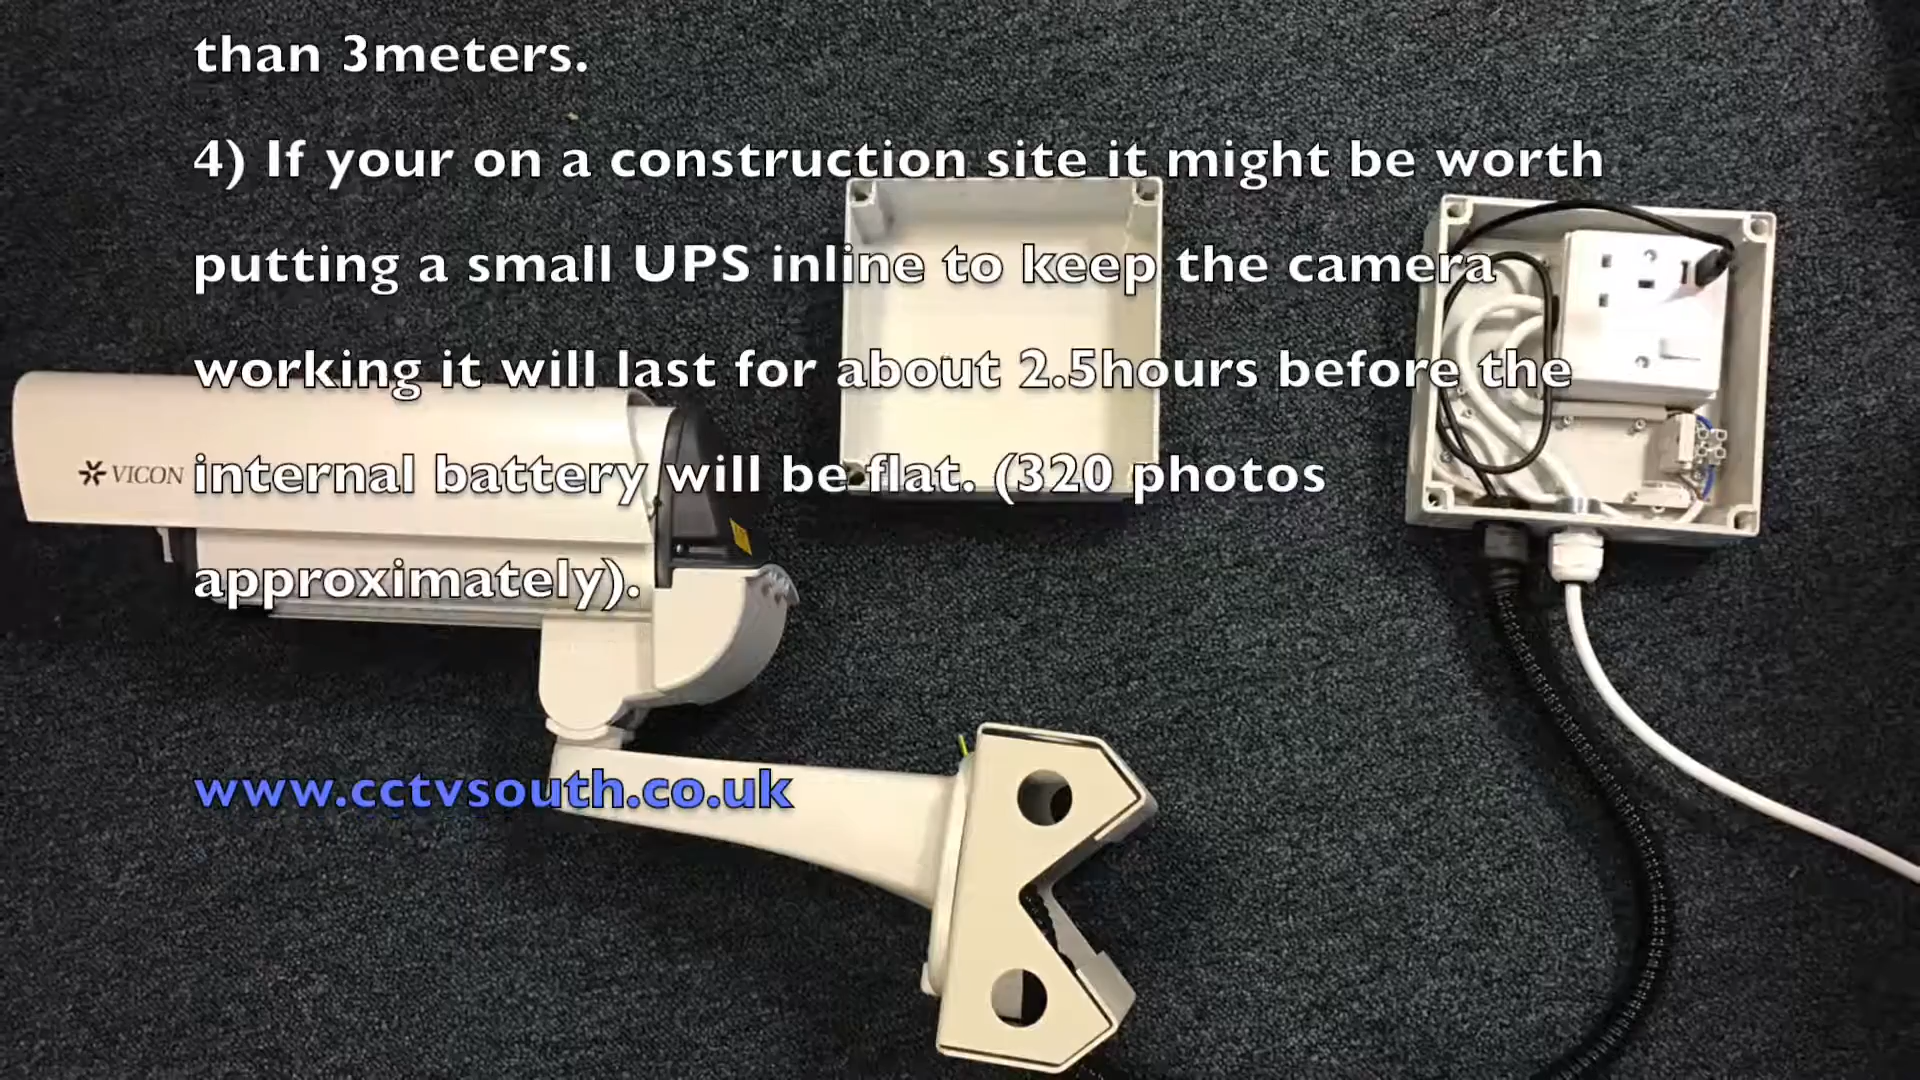 than 3meters.
4) If your on a construction site it might be worth
putting a small UPS inline to keep the camera
working it will last for about 2.5hours before the
VICON
internal battery will be flat. (320 photos
approximately).
www.cctvsouth.co.uk